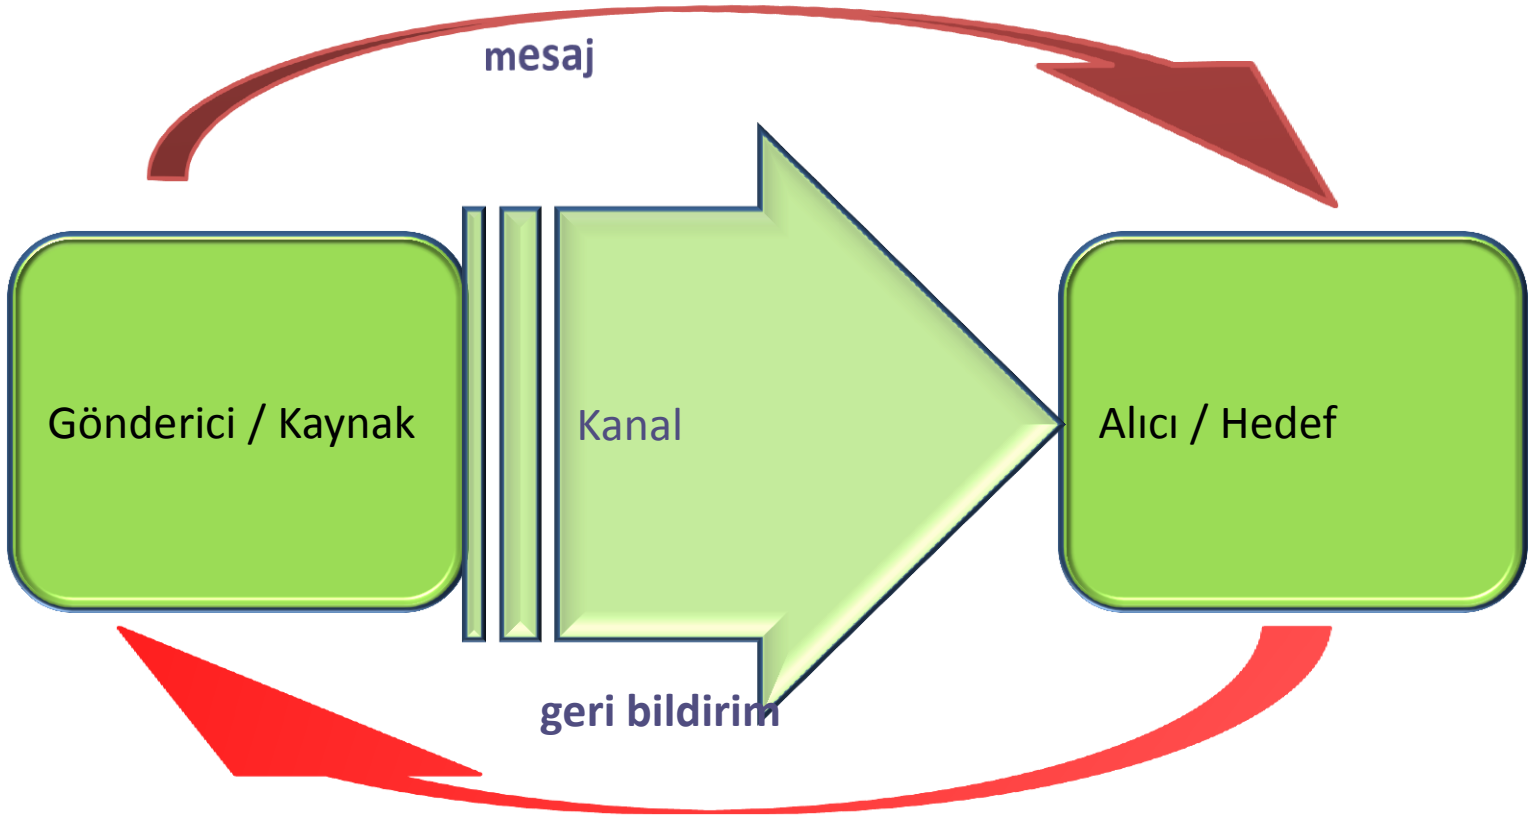 mesaj
Gönderici / Kaynak
Kanal
Alıcı / Hedef
geri bildirim